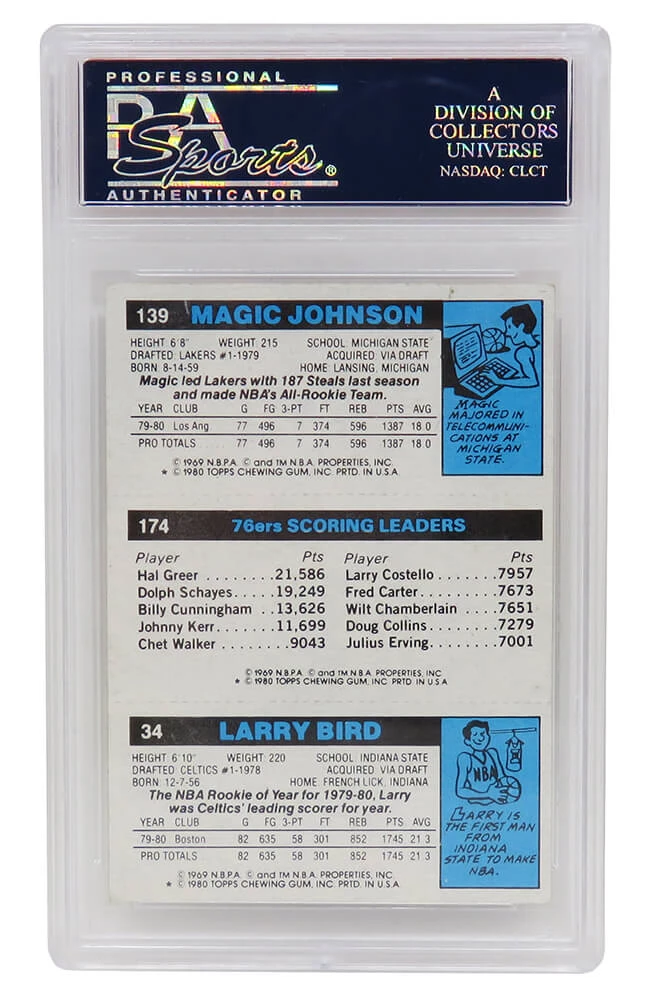 PROFESSIONAL
PSA
Sports®
AUTHENTICATOR
A
DIVISION OF
COLLECTORS
UNIVERSE
NASDAQ: CLCT
139 MAGIC JOHNSON
HEIGHT 6'8" WEIGHT 215 SCHOOL MICHIGAN STATE
DRAFTED LAKERS #1-1979 ACQUIRED VIA DRAFT
BORN 8-14-59 HOME LANSING, MICHIGAN
Magic led Lakers with 187 Steals last season
and made NBA's All-Rookie Team.
YEAR CLUB G FG 3-PT FT REB PTS AVG
79-80 Los Ang 77 496 7 374 596 1387 18 0
PRO TOTALS 77 496 7 374 596 1387 18 0
© 1969 N.B.P.A. © and TM N.B.A. PROPERTIES, INC.
* © 1980 TOPPS CHEWING GUM, INC. PRTD. IN U.S.A.
MAGIC
MAJORED IN
TELECOMMUNI-
CATIONS AT
MICHIGAN
STATE.
174 76ers SCORING LEADERS
Player Pts Player Pts
Hal Greer ........21,586 Larry Costello .......7957
Dolph Schayes.....19,249 Fred Carter.........7673
Billy Cunningham ..13,626 Wilt Chamberlain ....7651
Johnny Kerr.......11,699 Doug Collins........7279
Chet Walker ........9043 Julius Erving........7001
© 1969 N.B.P.A. © and TM N.B.A. PROPERTIES, INC.
* © 1980 TOPPS CHEWING GUM, INC. PRTD. IN U.S.A.
34 LARRY BIRD
HEIGHT 6'10" WEIGHT 220 SCHOOL INDIANA STATE
DRAFTED CELTICS #1-1978 ACQUIRED VIA DRAFT
BORN 12-7-56 HOME FRENCH LICK, INDIANA
The NBA Rookie of Year for 1979-80, Larry
was Celtics' leading scorer for year.
YEAR CLUB G FG 3-PT FT REB PTS AVG
79-80 Boston 82 635 58 301 852 1745 21 3
PRO TOTALS 82 635 58 301 852 1745 21 3
© 1969 N.B.P.A. © and TM N.B.A. PROPERTIES, INC.
* © 1980 TOPPS CHEWING GUM, INC. PRTD. IN U.S.A.
NBA
LARRY IS
THE FIRST MAN
FROM
INDIANA
STATE TO MAKE
NBA.